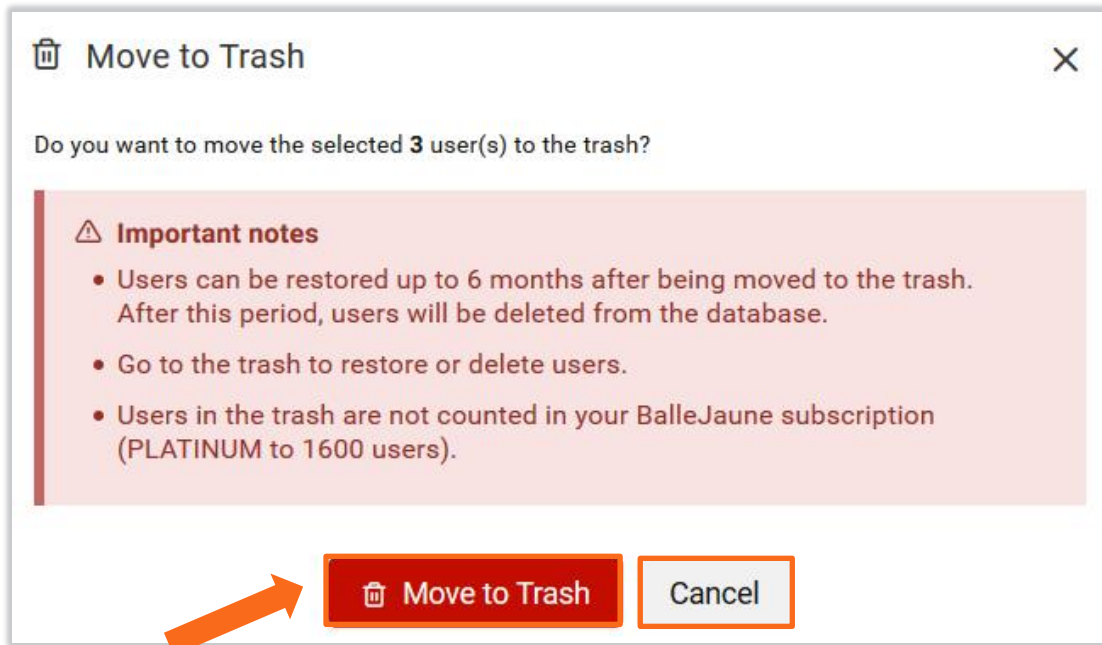 Move to Trash
Do you want to move the selected 3 user(s) to the trash?
Important notes
• Users can be restored up to 6 months after being moved to the trash.
After this period, users will be deleted from the database.
• Go to the trash to restore or delete users.
• Users in the trash are not counted in your BalleJaune subscription
(PLATINUM to 1600 users).
Move to Trash
Cancel